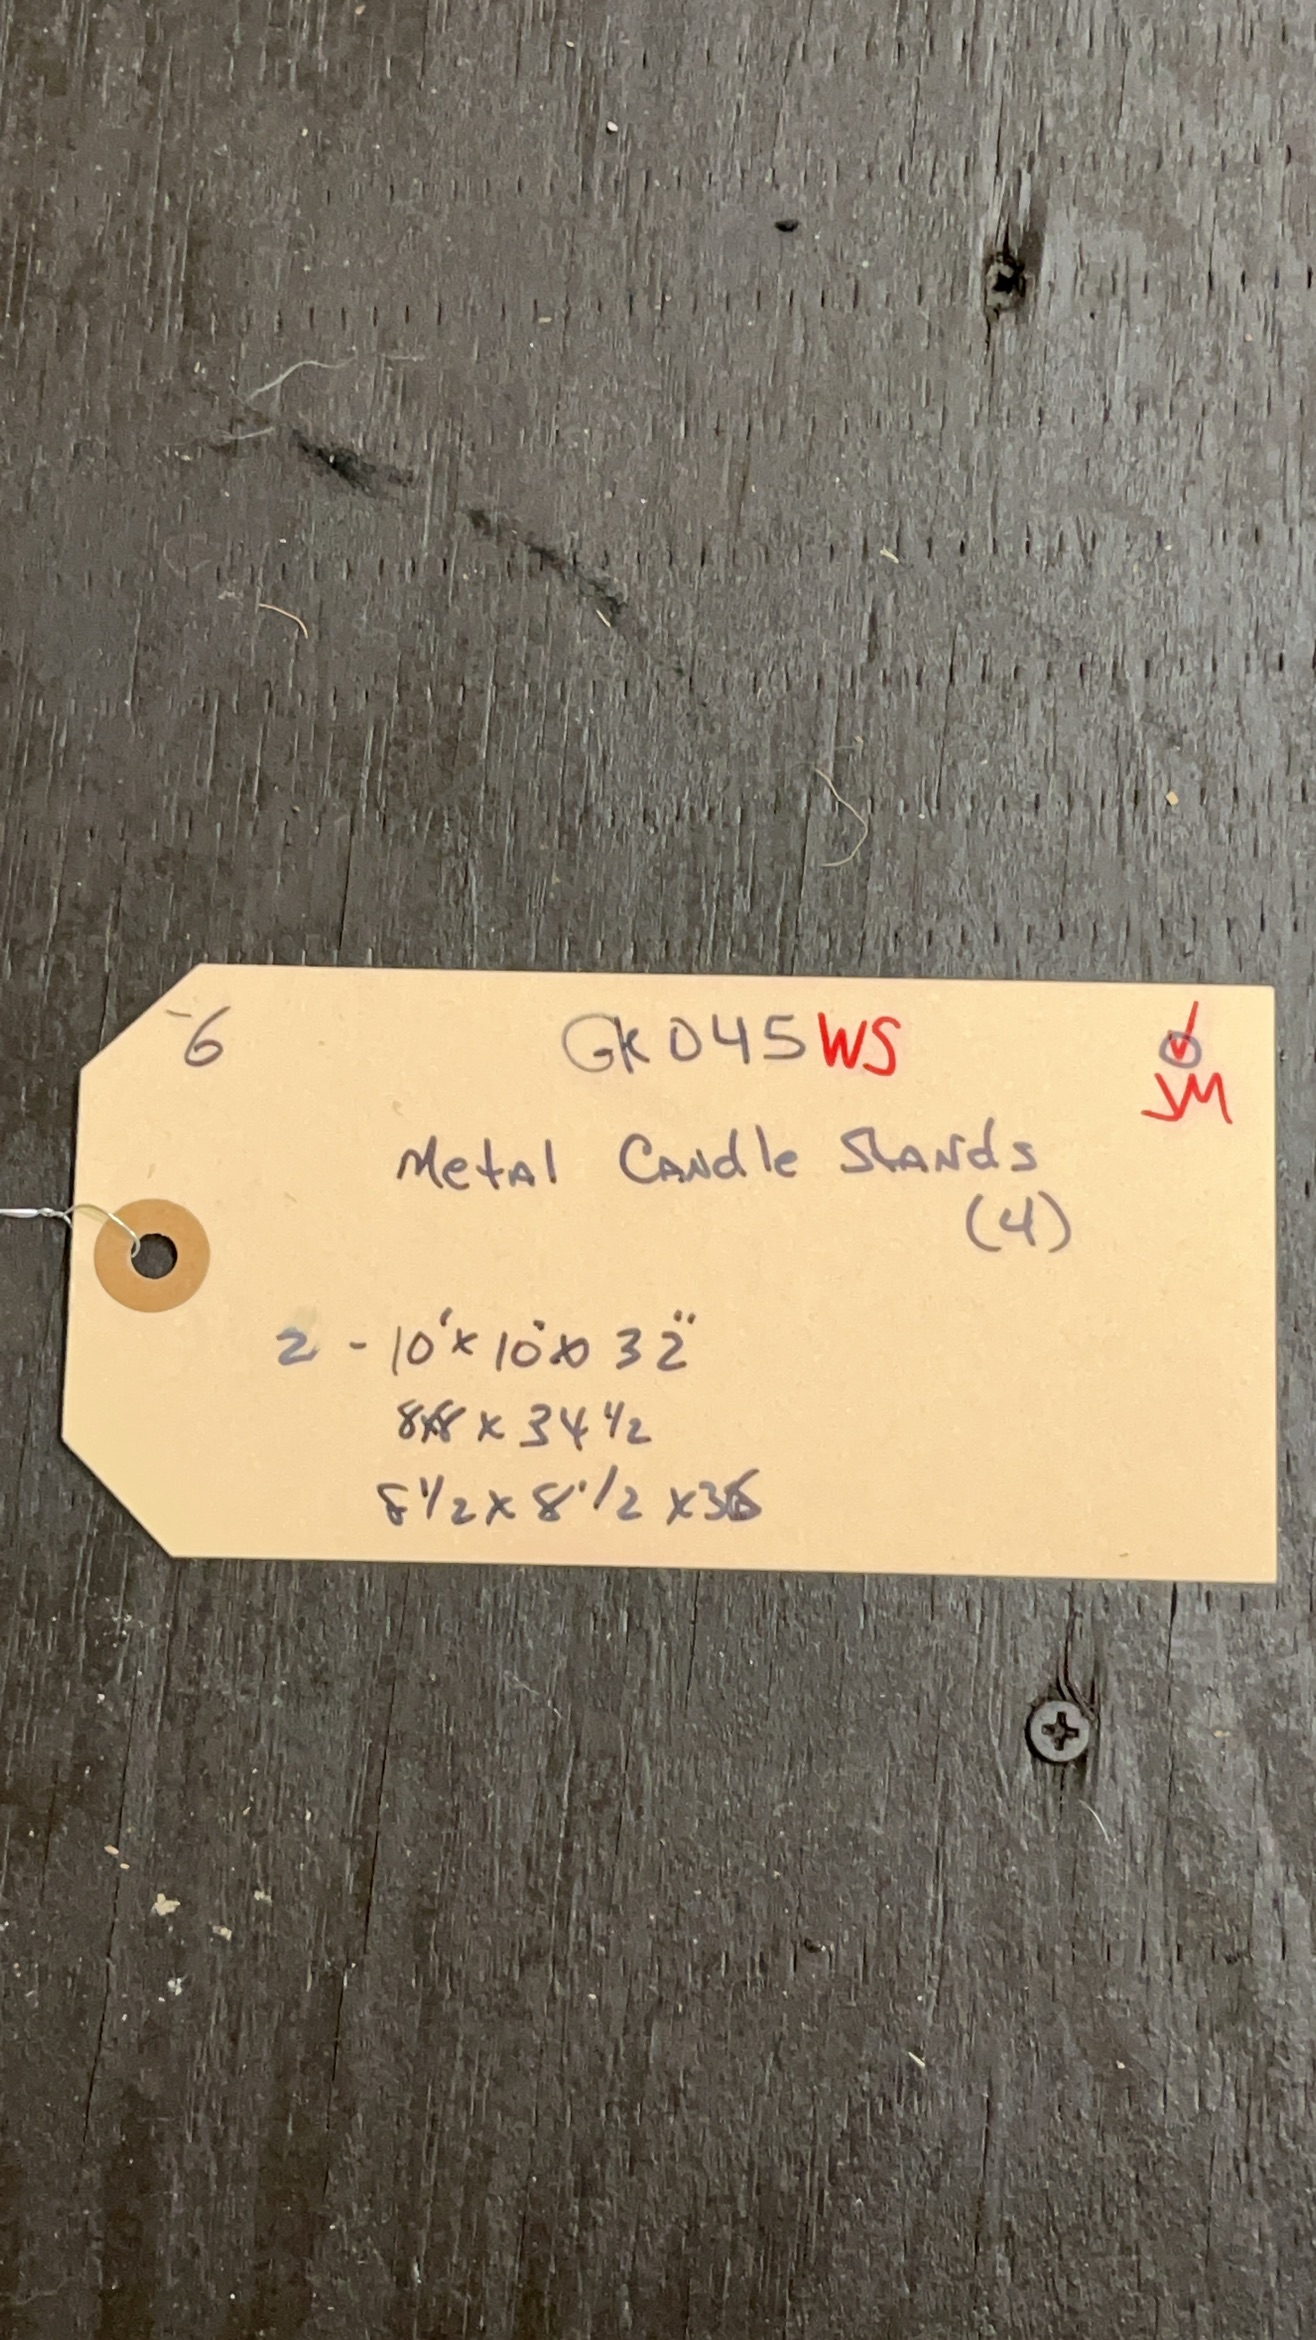 -6 GK045WS
JM
Metal Candle Stands
(4)
2 - 10" x 10" x 32"
8x8 x 34 1/2
8 1/2 x 8 1/2 x 36